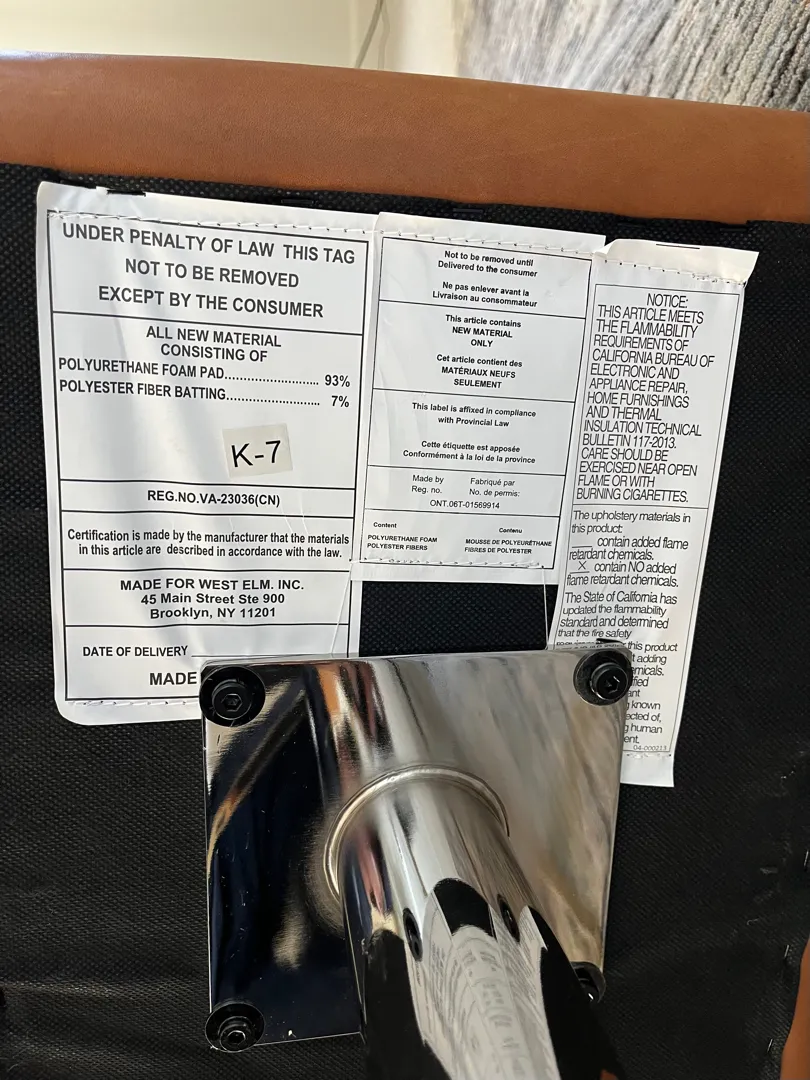 UNDER PENALTY OF LAW THIS TAG
NOT TO BE REMOVED
EXCEPT BY THE CONSUMER
ALL NEW MATERIAL
CONSISTING OF
POLYURETHANE FOAM PAD.......................... 93%
POLYESTER FIBER BATTING......................... 7%
K-7
REG.NO.VA-23036(CN)
Certification is made by the manufacturer that the materials
in this article are described in accordance with the law.
MADE FOR WEST ELM. INC.
45 Main Street Ste 900
Brooklyn, NY 11201
DATE OF DELIVERY
MADE
Not to be removed until
Delivered to the consumer
Ne pas enlever avant la
Livraison au consommateur
This article contains
NEW MATERIAL
ONLY
Cet article contient des
MATÉRIAUX NEUFS
SEULEMENT
This label is affixed in compliance
with Provincial Law
Cette étiquette est apposée
Conformément à la loi de la province
Made by Fabriqué par
Reg. no. No. de permis:
ONT.06T-01569914
Content Contenu
POLYURETHANE FOAM MOUSSE DE POLYEURÉTHANE
POLYESTER FIBERS FIBRES DE POLYESTER
NOTICE:
THIS ARTICLE MEETS
THE FLAMMABILITY
REQUIREMENTS OF
CALIFORNIA BUREAU OF
ELECTRONIC AND
APPLIANCE REPAIR,
HOME FURNISHINGS
AND THERMAL
INSULATION TECHNICAL
BULLETIN 117-2013.
CARE SHOULD BE
EXERCISED NEAR OPEN
FLAME OR WITH
BURNING CIGARETTES.
The upholstery materials in
this product:
____ contain added flame
retardant chemicals.
X contain NO added
flame retardant chemicals.
The State of California has
updated the flammability
standard and determined
that the fire safety
this product
adding
known
human
04-000213